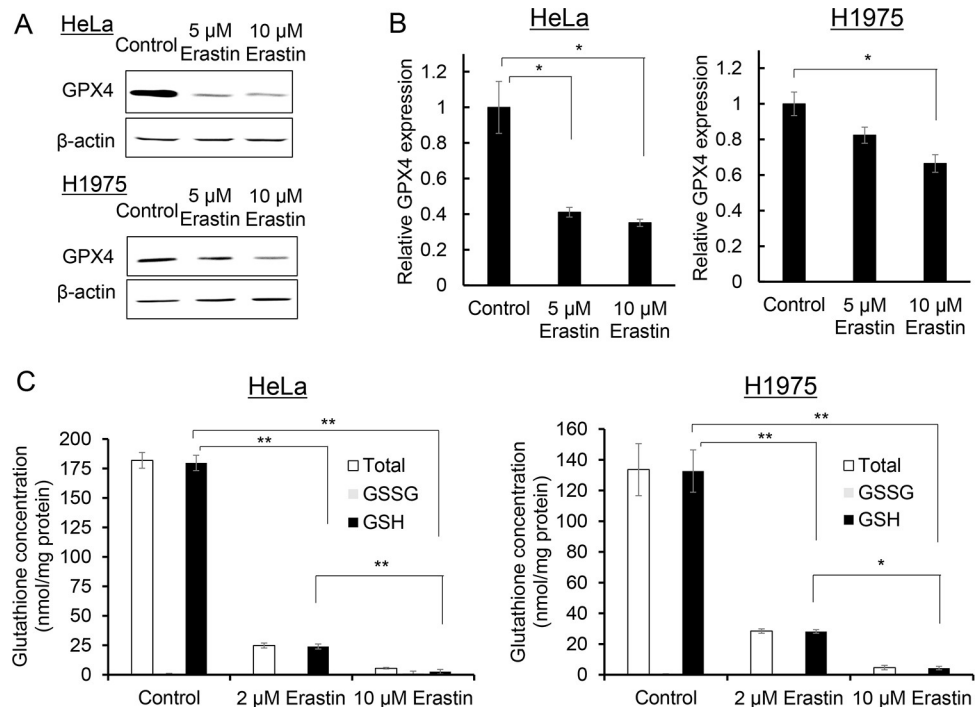 A
HeLa
Control 5 µM Erastin 10 µM Erastin
GPX4
β-actin
H1975
Control 5 µM Erastin 10 µM Erastin
GPX4
β-actin
B
HeLa
Relative GPX4 expression
1.2
1
0.8
0.6
0.4
0.2
0
*
*
Control 5 µM Erastin 10 µM Erastin
H1975
Relative GPX4 expression
1.2
1
0.8
0.6
0.4
0.2
0
*
Control 5 µM Erastin 10 µM Erastin
C
HeLa
Glutathione concentration
(nmol/mg protein)
200
175
150
125
100
75
50
25
0
**
**
**
Total
GSSG
GSH
Control 2 µM Erastin 10 µM Erastin
H1975
Glutathione concentration
(nmol/mg protein)
160
140
120
100
80
60
40
20
0
**
**
*
Total
GSSG
GSH
Control 2 µM Erastin 10 µM Erastin